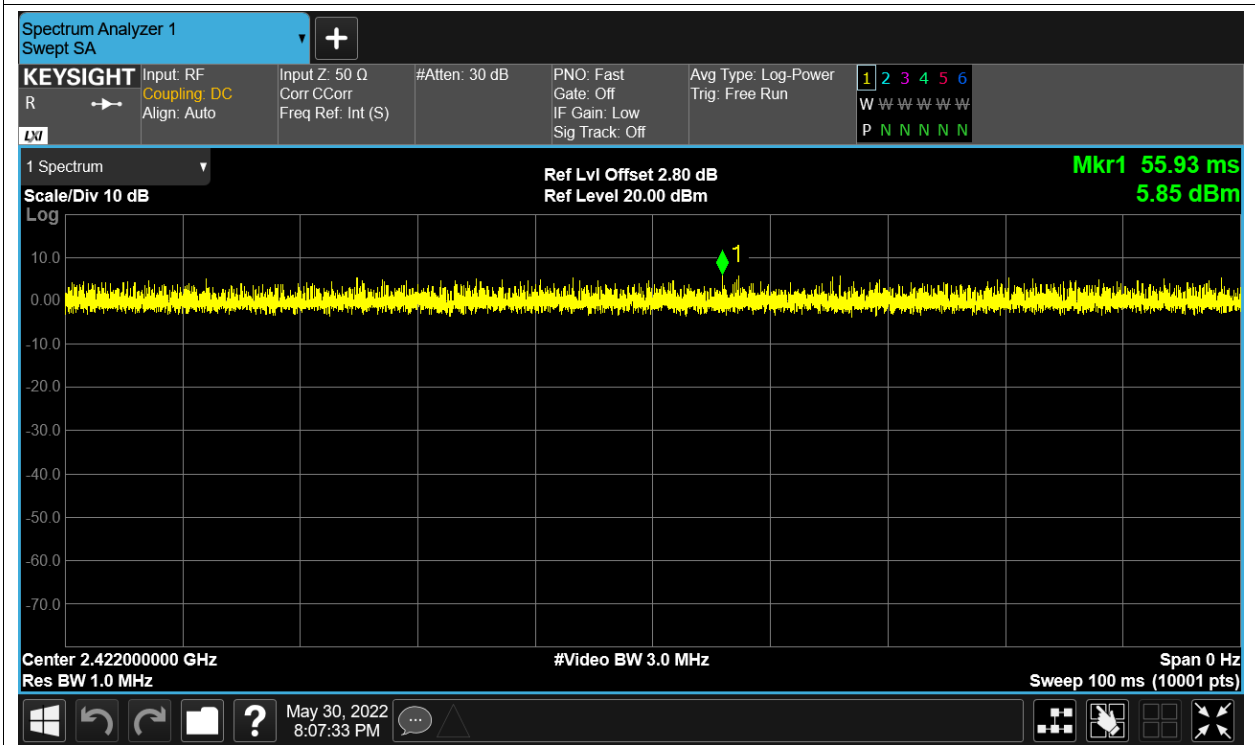 Spectrum Analyzer 1
Swept SA
KEYSIGHT
R
LXI
Input: RF
Coupling: DC
Align: Auto
Input Z: 50 Ω
Corr CCorr
Freq Ref: Int (S)
#Atten: 30 dB
PNO: Fast
Gate: Off
IF Gain: Low
Sig Track: Off
Avg Type: Log-Power
Trig: Free Run
1 2 3 4 5 6
W W W W W W
P N N N N N
1 Spectrum
Scale/Div 10 dB
Ref Lvl Offset 2.80 dB
Ref Level 20.00 dBm
Mkr1 55.93 ms
5.85 dBm
Log
1
10.0
0.00
-10.0
-20.0
-30.0
-40.0
-50.0
-60.0
-70.0
Center 2.422000000 GHz
#Video BW 3.0 MHz
Span 0 Hz
Res BW 1.0 MHz
Sweep 100 ms (10001 pts)
?
May 30, 2022
8:07:33 PM